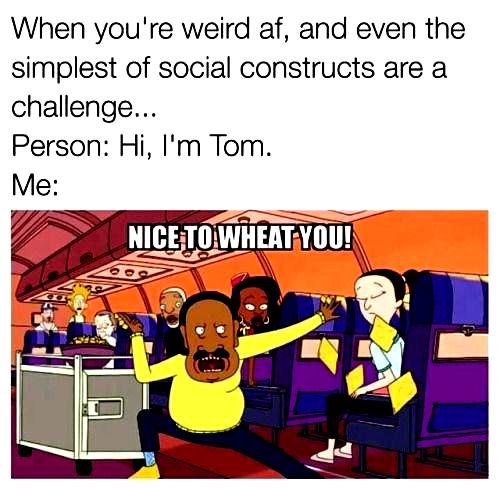 When you're weird af, and even the
simplest of social constructs are a
challenge...
Person: Hi, I'm Tom.
Me:
NICE TO WHEAT YOU!